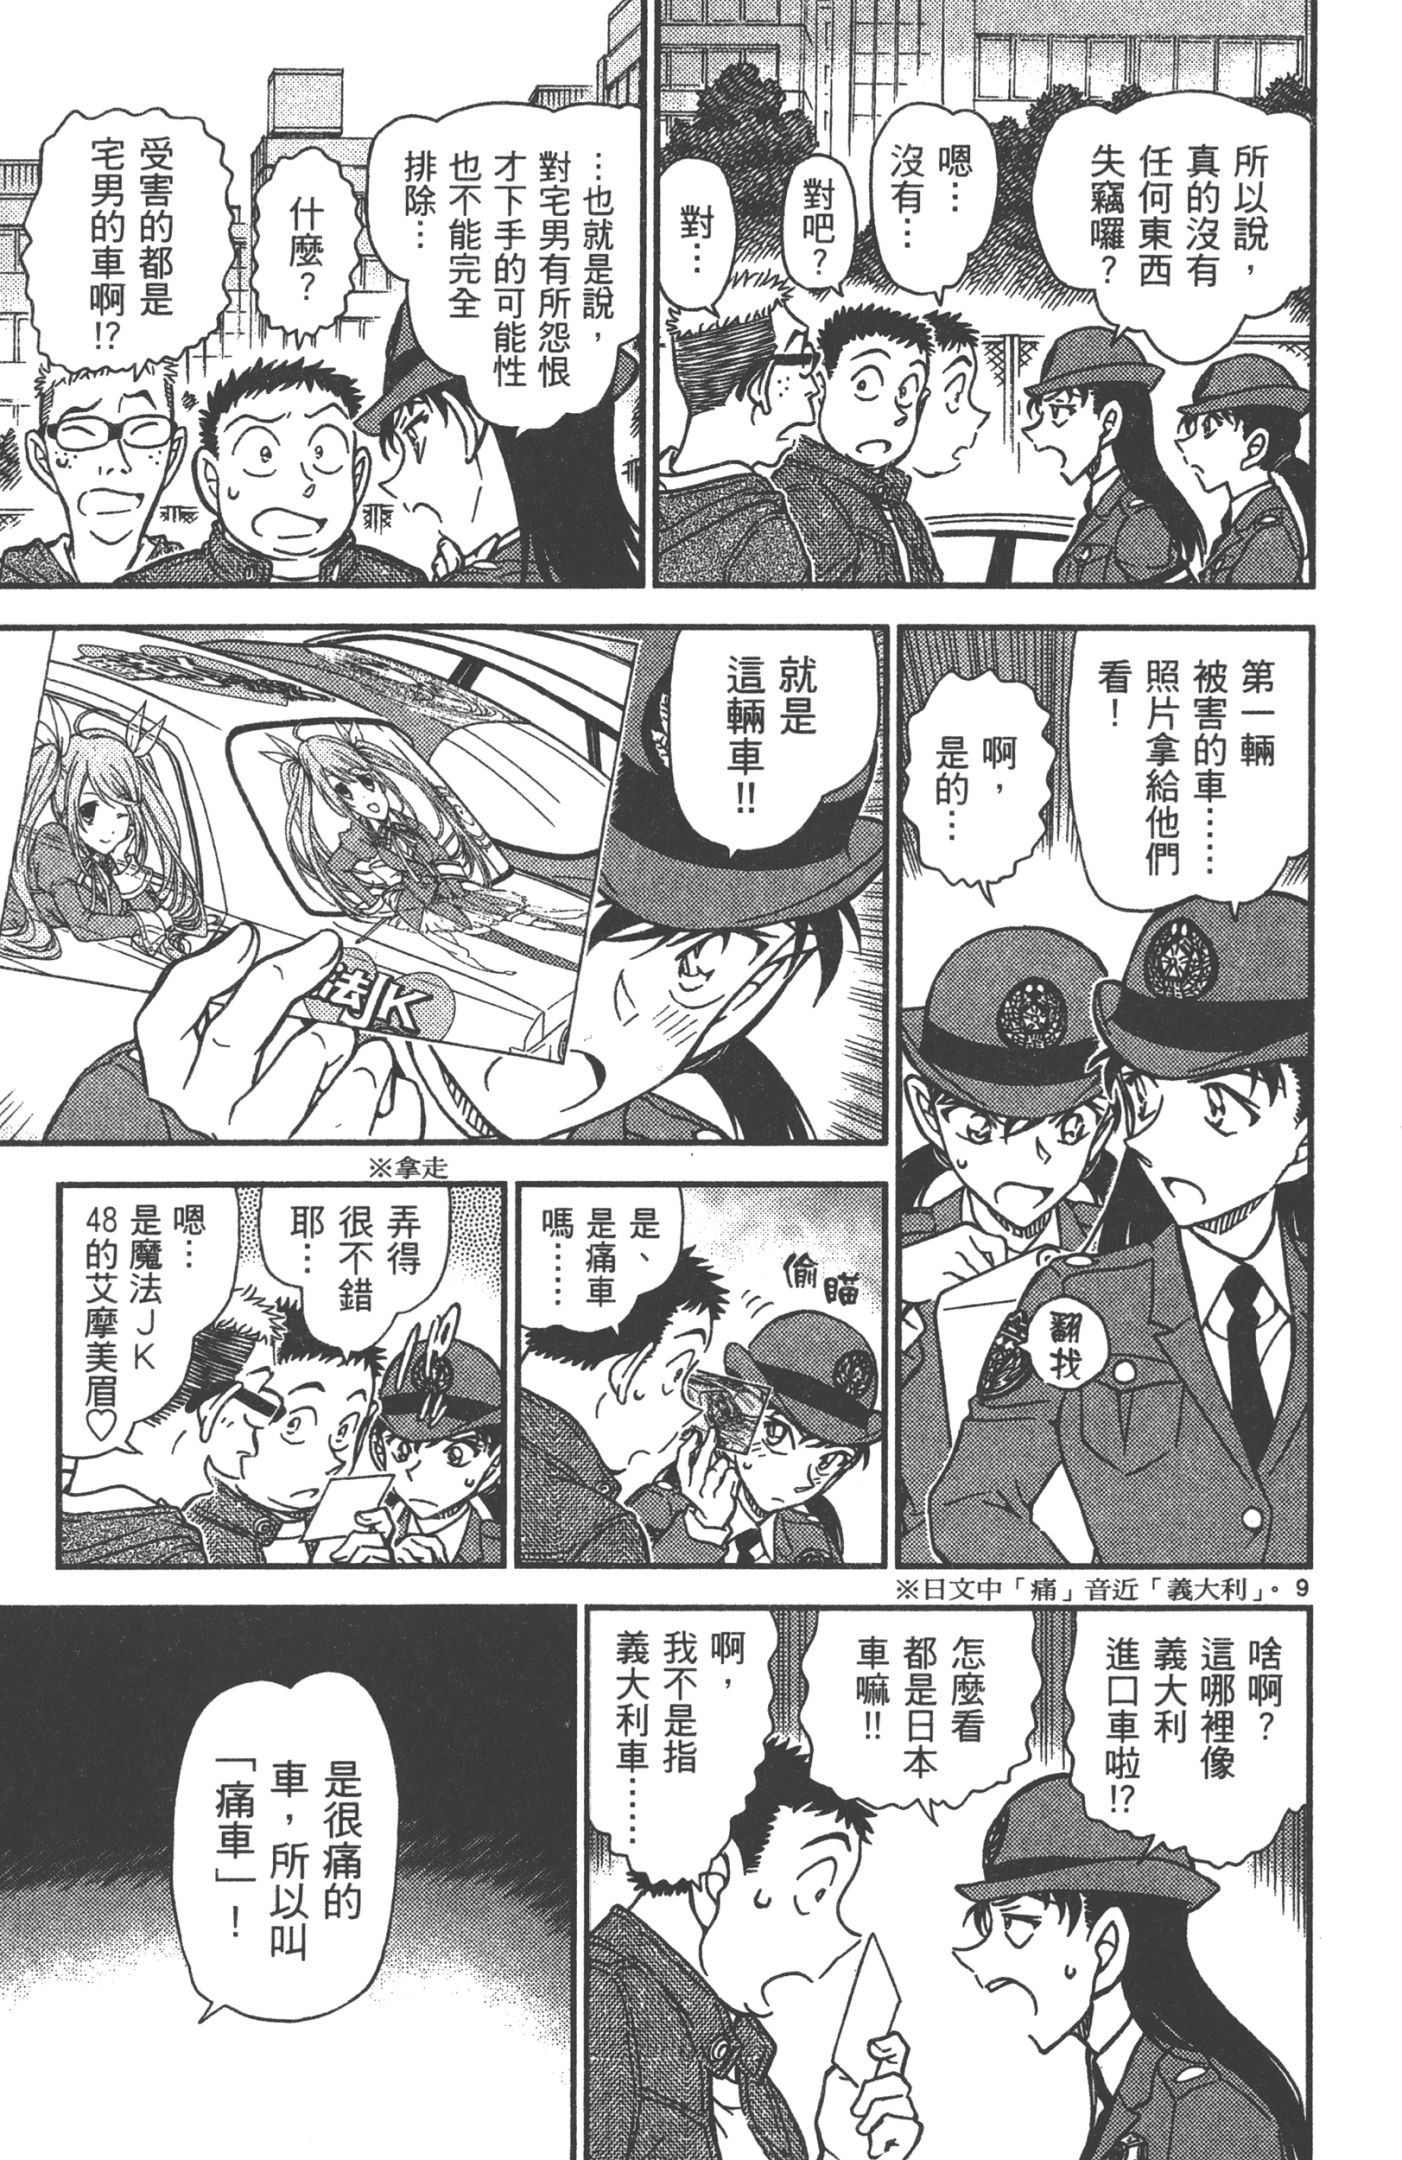 所以說，
真的沒有
任何東西
失竊囉？
嗯…
沒有…
對吧？
對…
…也就是說，
對宅男有所怨恨
才下手的可能性
也不能完全
排除…
什麼？
受害的都是
宅男的車啊!?
第一輛
被害的車……
照片拿給他們
看！
啊，
是的…
翻找
就是
這輛車!!
法JK
※拿走
偷瞄
是、
是痛車
嗎……
弄得
很不錯
耶…
嗯…
是魔法JK
48的艾摩美眉♡
※日文中「痛」音近「義大利」。 9
啥啊？
這哪裡像
義大利
進口車啦!?
怎麼看
都是日本
車嘛!!
啊，
我不是指
義大利車……
是很痛的
車，所以叫
「痛車」！